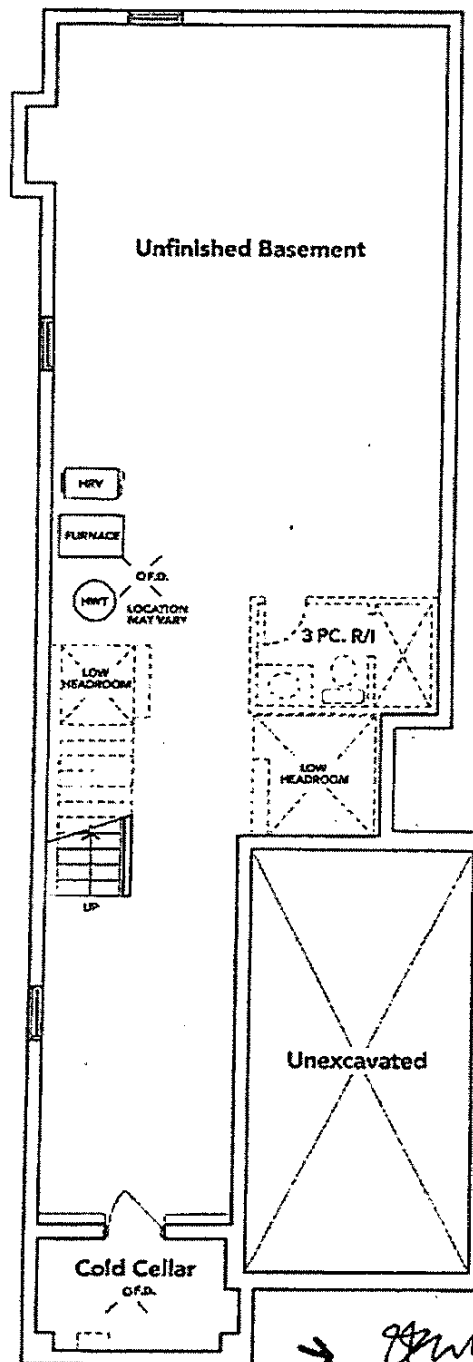 Unfinished Basement
HRV
FURNACE
O F.D.
HWT
LOCATION
MAY VARY
3 PC. R/I
LOW
HEADROOM
LOW
HEADROOM
UP
Unexcavated
Cold Cellar
O F.D.